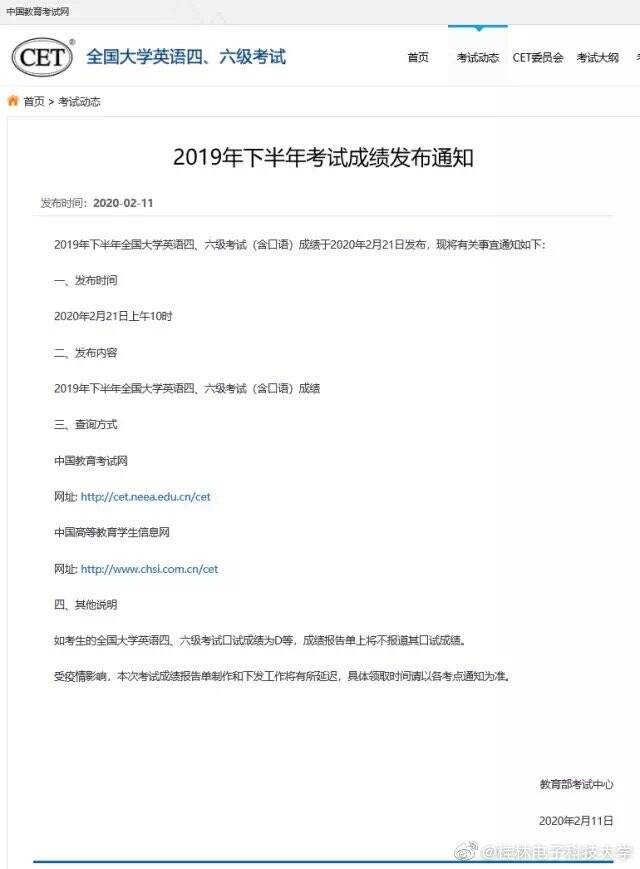 中国教育考试网
CET®
全国大学英语四、六级考试
首页 考试动态 CET委员会 考试大纲
首页 > 考试动态
2019年下半年考试成绩发布通知
发布时间：2020-02-11
2019年下半年全国大学英语四、六级考试（含口语）成绩于2020年2月21日发布，现将有关事宜通知如下：
一、发布时间
2020年2月21日上午10时
二、发布内容
2019年下半年全国大学英语四、六级考试（含口语）成绩
三、查询方式
中国教育考试网
网址: http://cet.neea.edu.cn/cet
中国高等教育学生信息网
网址: http://www.chsi.com.cn/cet
四、其他说明
如考生的全国大学英语四、六级考试口试成绩为D等，成绩报告单上将不报道其口试成绩。
受疫情影响，本次考试成绩报告单制作和下发工作将有所延迟，具体领取时间请以各考点通知为准。
教育部考试中心
2020年2月11日
@桂林电子科技大学